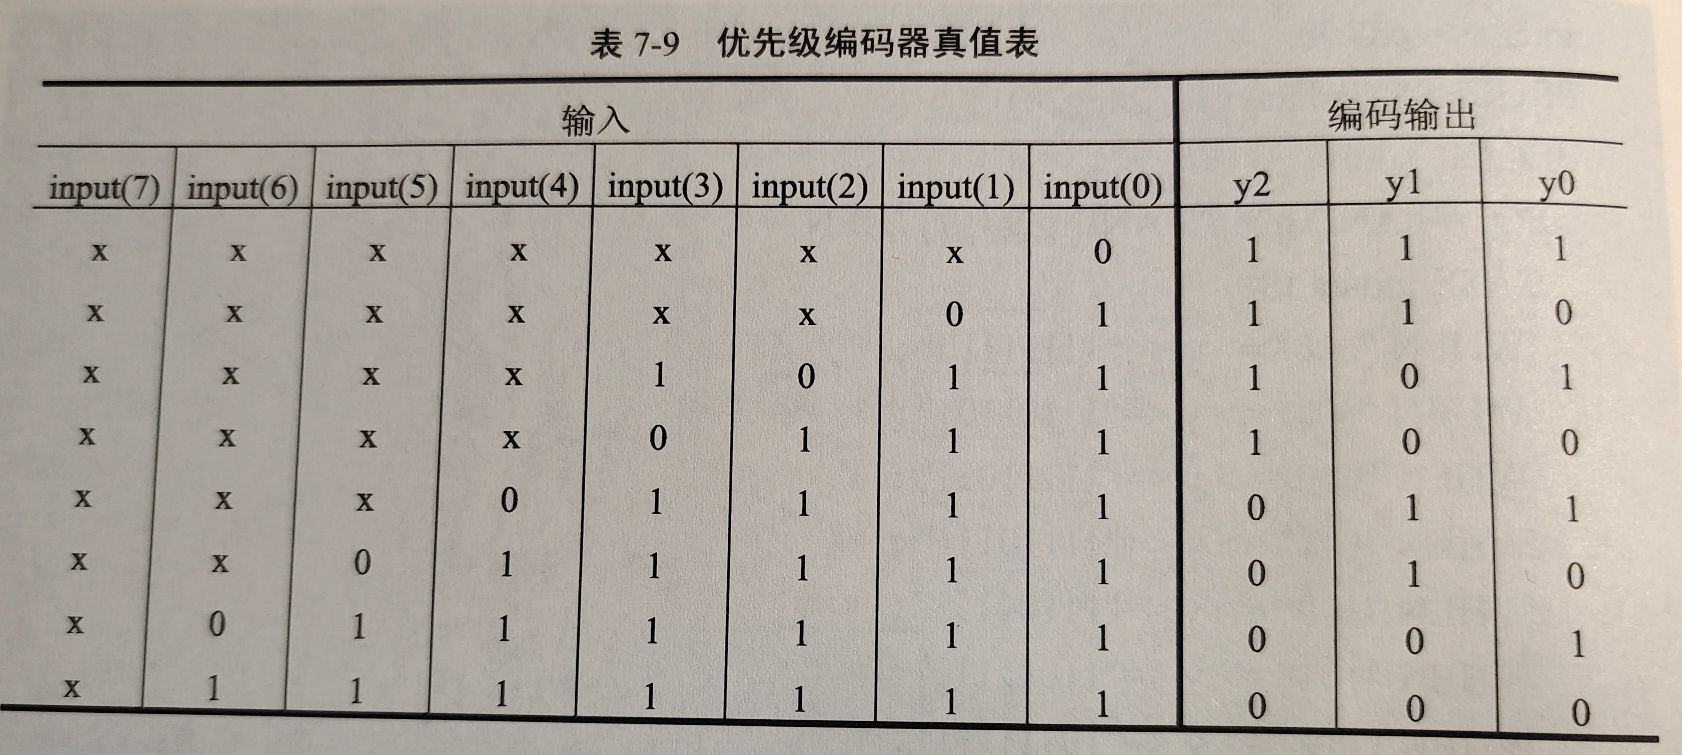 表 7-9 优先级编码器真值表
输入 编码输出
input(7) input(6) input(5) input(4) input(3) input(2) input(1) input(0) y2 y1 y0
x x x x x x x 0 1 1 1
x x x x x x 0 1 1 1 0
x x x x 1 0 1 1 1 0 1
x x x x 0 1 1 1 1 0 0
x x x 0 1 1 1 1 0 1 1
x x 0 1 1 1 1 1 0 1 0
x 0 1 1 1 1 1 1 0 0 1
x 1 1 1 1 1 1 1 0 0 0